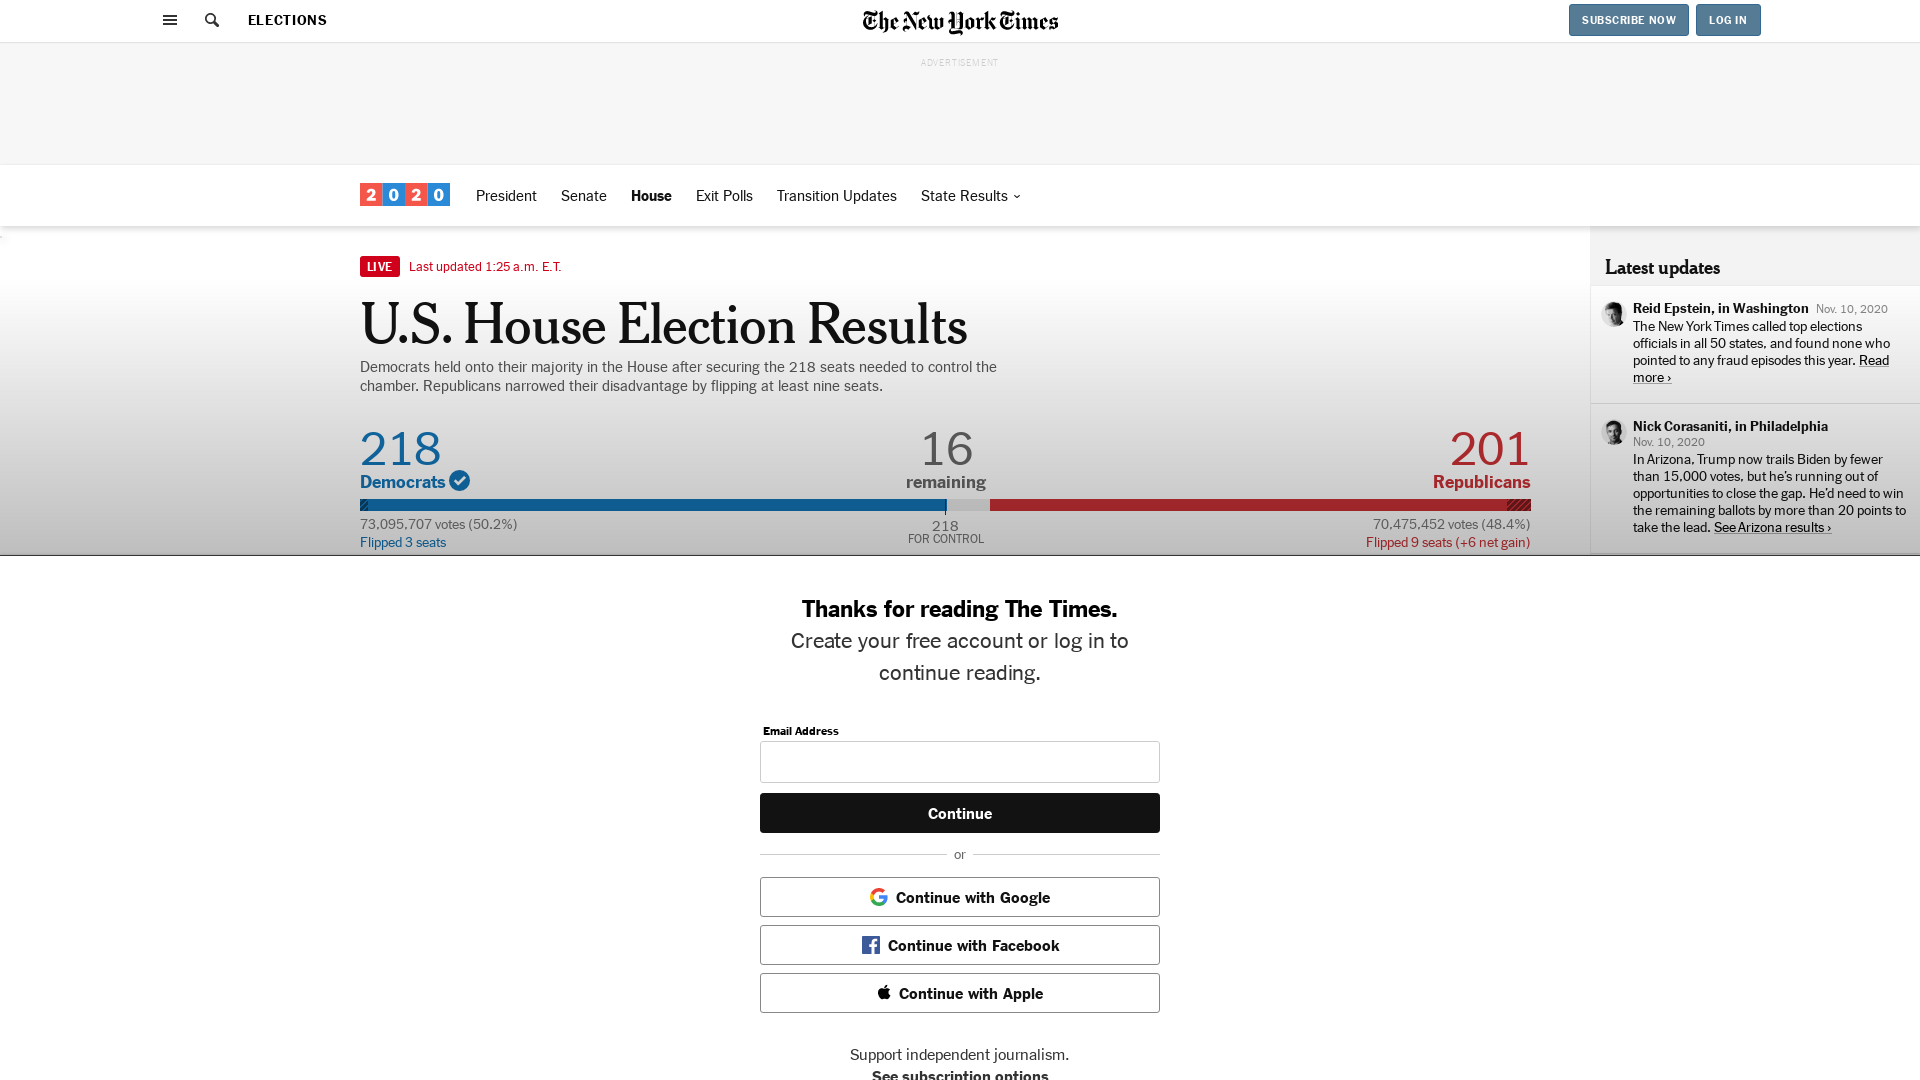 ELECTIONS
The New York Times
SUBSCRIBE NOW
LOG IN
ADVERTISEMENT
2020
President
Senate
House
Exit Polls
Transition Updates
State Results
LIVE
Last updated 1:25 a.m. E.T.
U.S. House Election Results
Democrats held onto their majority in the House after securing the 218 seats needed to control the
chamber. Republicans narrowed their disadvantage by flipping at least nine seats.
218
Democrats
16
remaining
201
Republicans
73,095,707 votes (50.2%)
Flipped 3 seats
218
FOR CONTROL
70,475,452 votes (48.4%)
Flipped 9 seats (+6 net gain)
Latest updates
Reid Epstein, in Washington Nov. 10, 2020
The New York Times called top elections
officials in all 50 states, and found none who
pointed to any fraud episodes this year. Read
more ›
Nick Corasaniti, in Philadelphia
Nov. 10, 2020
In Arizona, Trump now trails Biden by fewer
than 15,000 votes, but he's running out of
opportunities to close the gap. He'd need to win
the remaining ballots by more than 20 points to
take the lead. See Arizona results ›
Thanks for reading The Times.
Create your free account or log in to
continue reading.
Email Address
Continue
or
Continue with Google
Continue with Facebook
Continue with Apple
Support independent journalism.
See subscription options